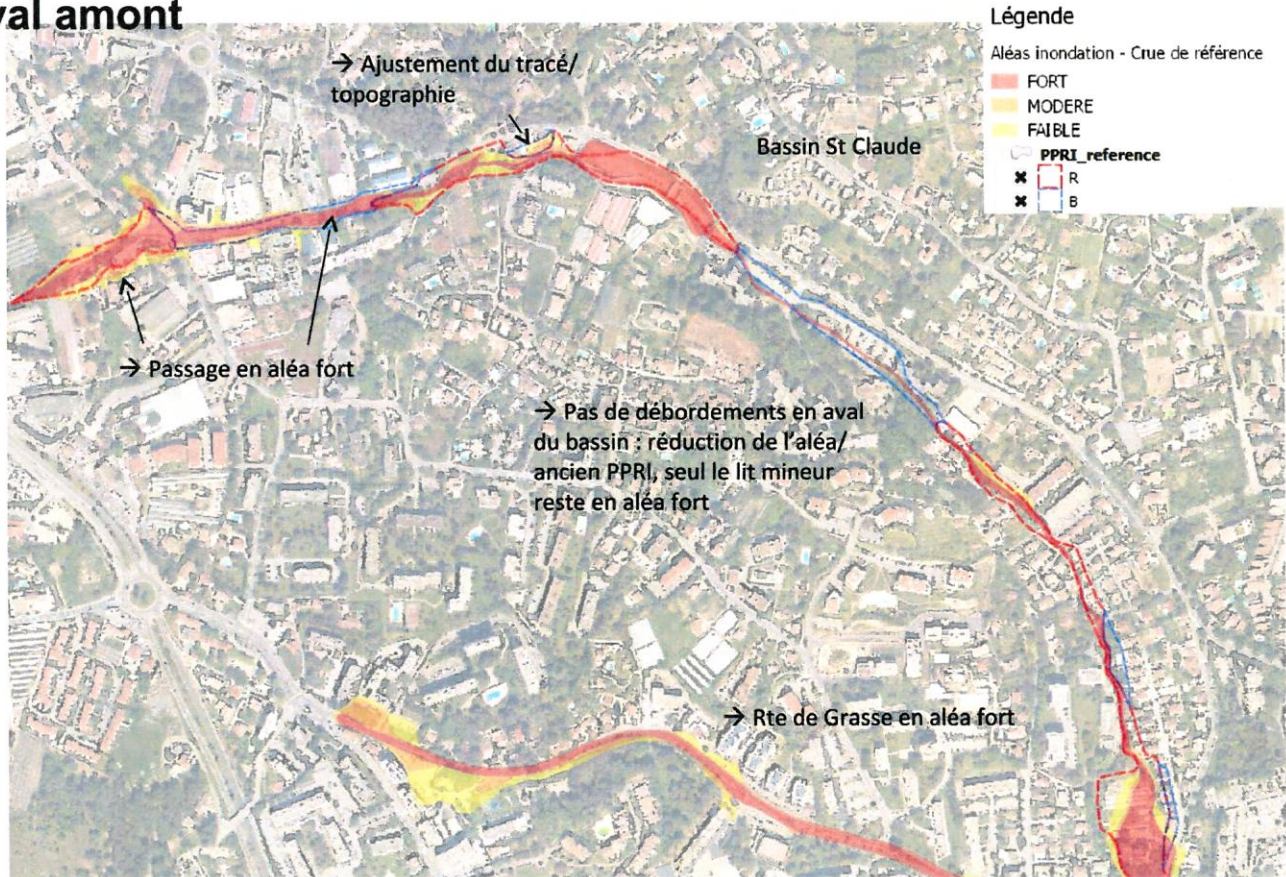 val amont
→ Ajustement du tracé/
topographie
Bassin St Claude
→ Passage en aléa fort
→ Pas de débordements en aval
du bassin : réduction de l'aléa/
ancien PPRI, seul le lit mineur
reste en aléa fort
→ Rte de Grasse en aléa fort
Légende
Aléas inondation - Crue de référence
FORT
MODERE
FAIBLE
PPRI_reference
R
B